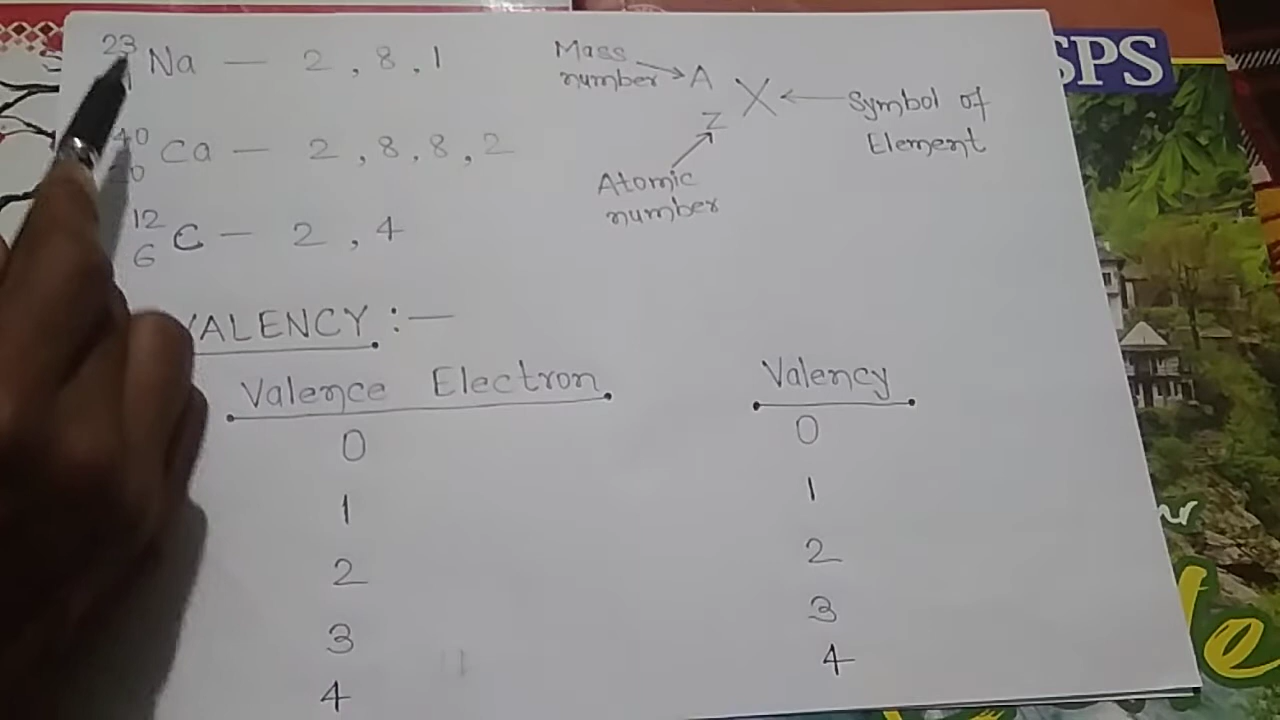 23 Na — 2 , 8 , 1
40 Ca — 2 , 8 , 8 , 2
20
12 C — 2 , 4
6
Mass number → A
Z
X ← Symbol of Element
Atomic number
VALENCY :—
Valence Electron Valency
0 0
1 1
2 2
3 3
4 4
SPS